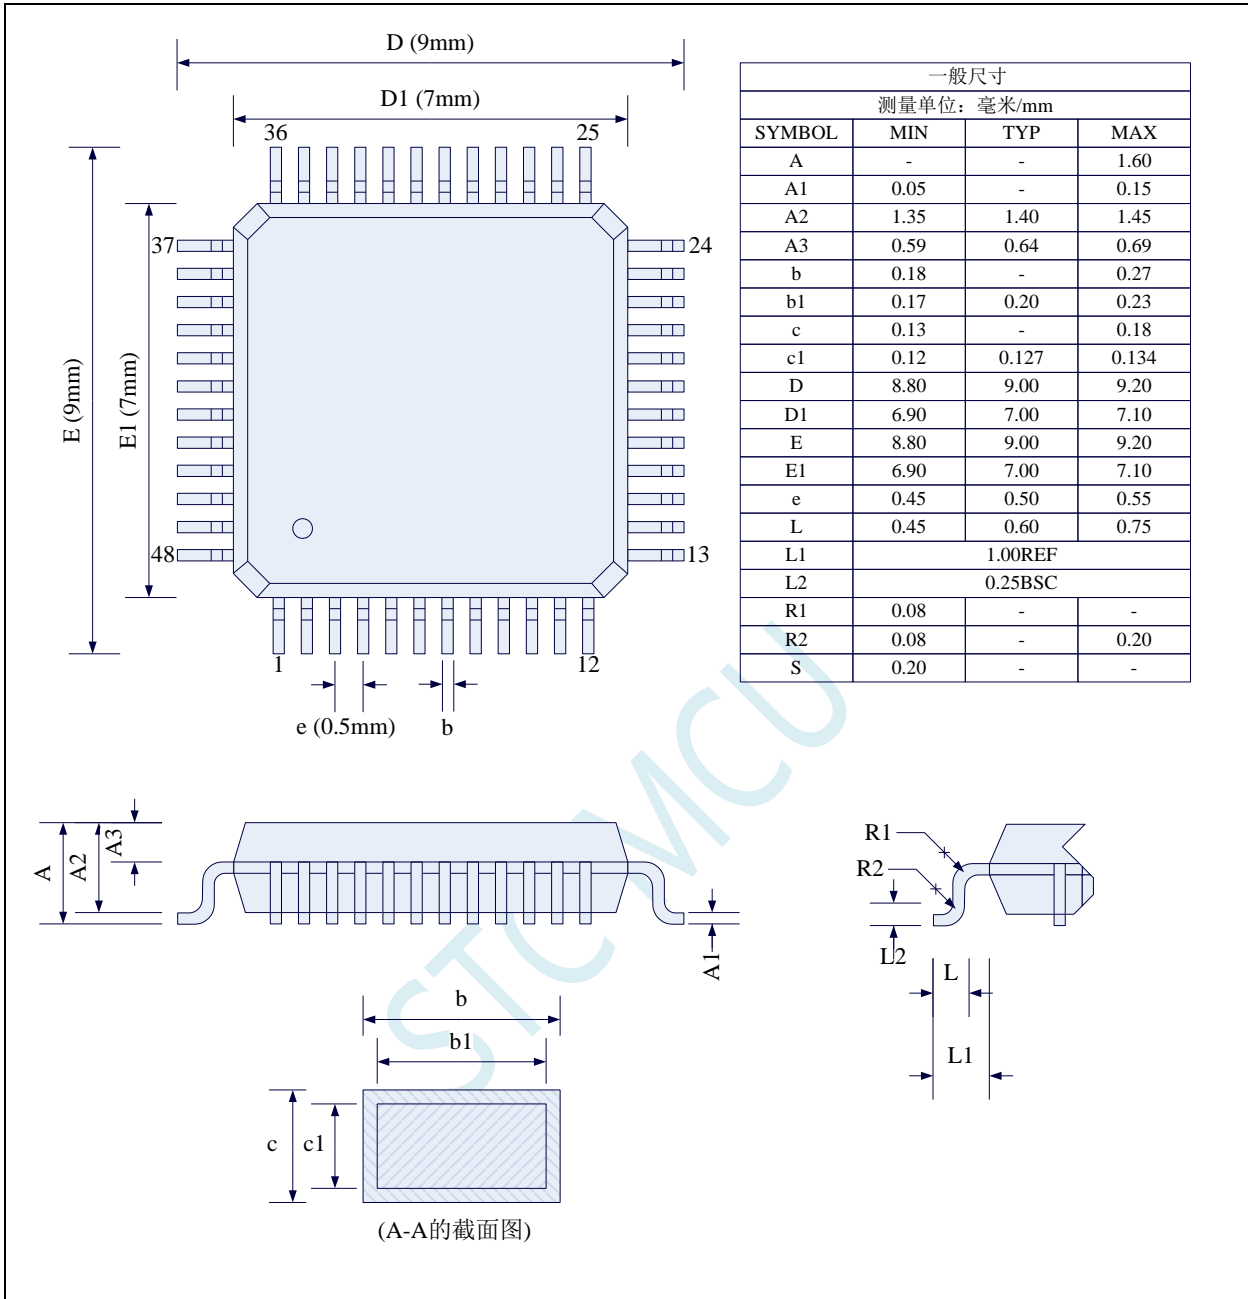 D (9mm)
D1 (7mm)
36
25
37
24
48
13
1
12
E (9mm)
E1 (7mm)
e (0.5mm)
b
一般尺寸
测量单位：毫米/mm
SYMBOL MIN TYP MAX
A - - 1.60
A1 0.05 - 0.15
A2 1.35 1.40 1.45
A3 0.59 0.64 0.69
b 0.18 - 0.27
b1 0.17 0.20 0.23
c 0.13 - 0.18
c1 0.12 0.127 0.134
D 8.80 9.00 9.20
D1 6.90 7.00 7.10
E 8.80 9.00 9.20
E1 6.90 7.00 7.10
e 0.45 0.50 0.55
L 0.45 0.60 0.75
L1 1.00REF
L2 0.25BSC
R1 0.08 - -
R2 0.08 - 0.20
S 0.20 - -
STC MCU
A
A2
A3
A1
R1
R2
L2
L
L1
b
b1
c
c1
(A-A的截面图)